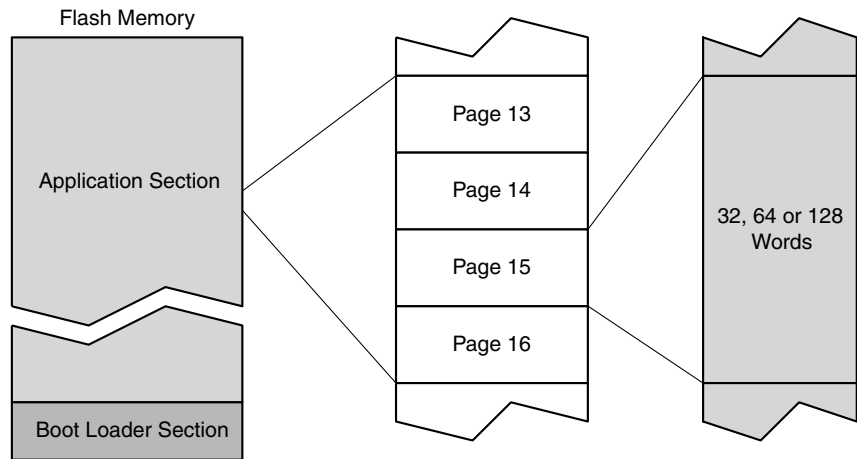 Flash Memory
Application Section
Boot Loader Section
Page 13
Page 14
Page 15
Page 16
32, 64 or 128
Words